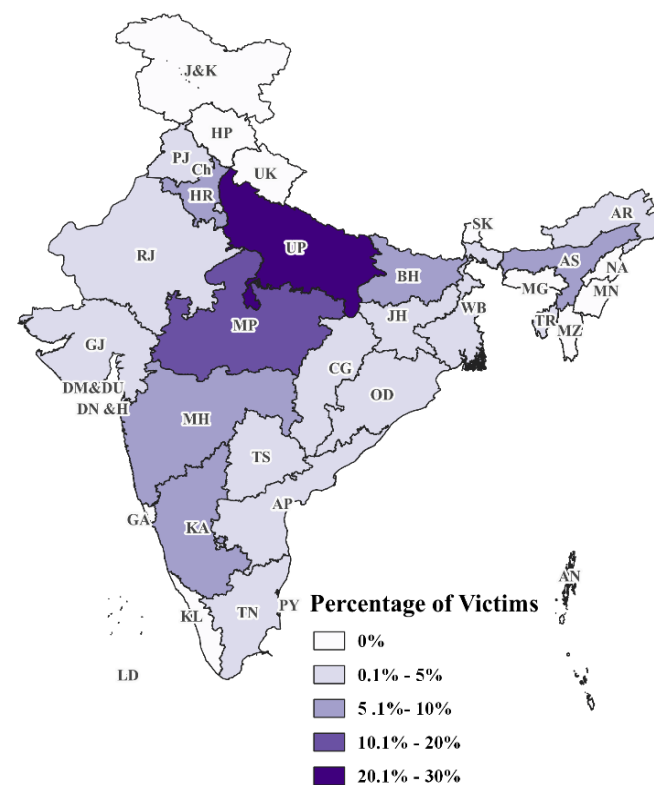 J&K
HP
PJ
Ch
UK
HR
SK
AR
RJ
UP
AS
NA
BH
MG
MN
WB
JH
TR
MZ
MP
GJ
CG
DM&DU
OD
DN &H
MH
TS
AP
GA
KA
AN
PY
KL
TN
LD
Percentage of Victims
0%
0.1% - 5%
5 .1%- 10%
10.1% - 20%
20.1% - 30%